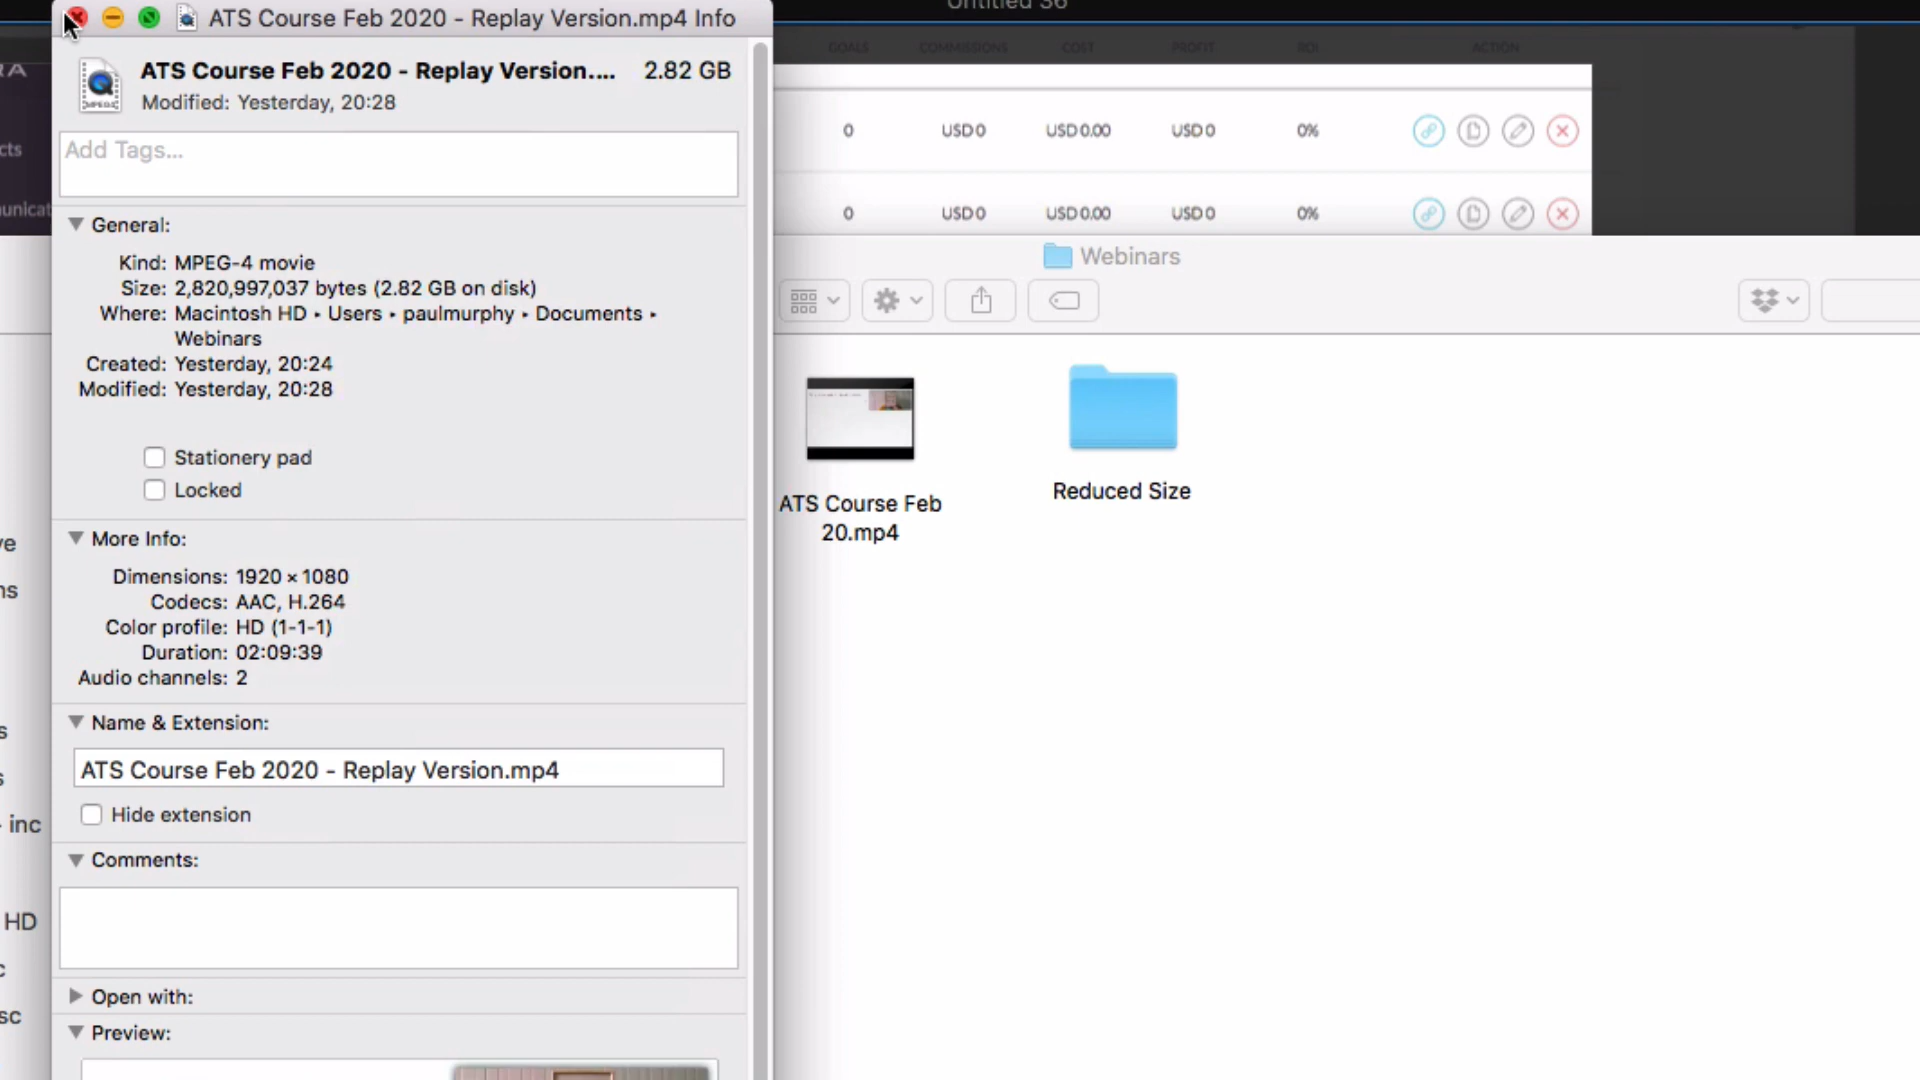 ATS Course Feb 2020 - Replay Version.mp4 Info
ATS Course Feb 2020 - Replay Version.... 2.82 GB
Modified: Yesterday, 20:28
Add Tags...
General:
Kind: MPEG-4 movie
Size: 2,820,997,037 bytes (2.82 GB on disk)
Where: Macintosh HD ▸ Users ▸ paulmurphy ▸ Documents ▸
Webinars
Created: Yesterday, 20:24
Modified: Yesterday, 20:28
Stationery pad
Locked
More Info:
Dimensions: 1920 × 1080
Codecs: AAC, H.264
Color profile: HD (1-1-1)
Duration: 02:09:39
Audio channels: 2
Name & Extension:
ATS Course Feb 2020 - Replay Version.mp4
Hide extension
Comments:
Open with:
Preview:
GOALS COMMISSIONS COST PROFIT ROI ACTION
0 USD 0 USD 0.00 USD 0 0%
0 USD 0 USD 0.00 USD 0 0%
Webinars
ATS Course Feb
20.mp4
Reduced Size
inc
HD